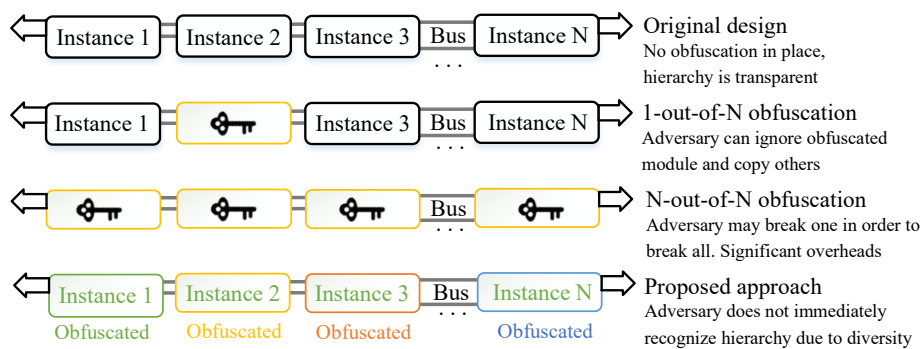 Instance 1 Instance 2 Instance 3 Bus Instance N
. . .
Original design
No obfuscation in place,
hierarchy is transparent
Instance 1 Instance 3 Bus Instance N
. . .
1-out-of-N obfuscation
Adversary can ignore obfuscated
module and copy others
Bus
. . .
N-out-of-N obfuscation
Adversary may break one in order to
break all. Significant overheads
Instance 1 Instance 2 Instance 3 Bus Instance N
Obfuscated Obfuscated Obfuscated . . . Obfuscated
Proposed approach
Adversary does not immediately
recognize hierarchy due to diversity